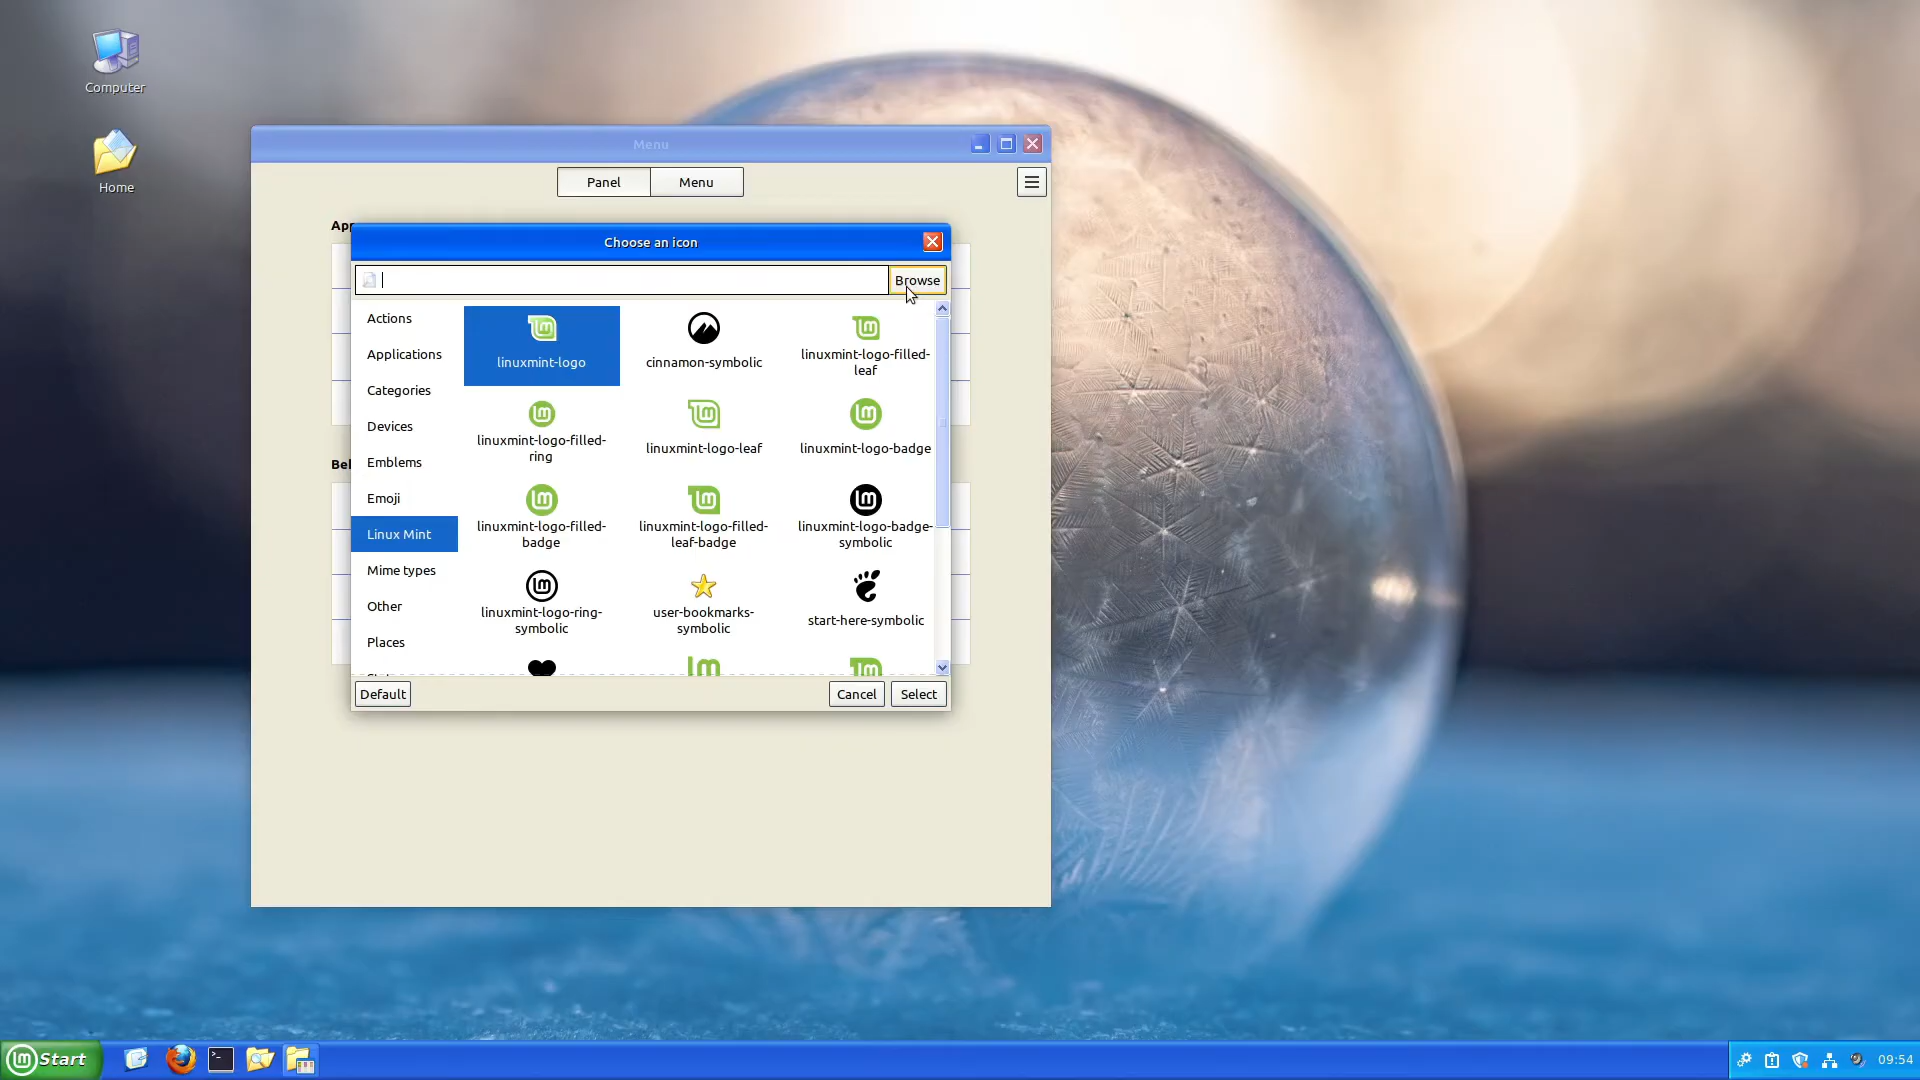 Computer
Home
Menu
Panel
Menu
Choose an icon
Browse
Actions
Applications
Categories
Devices
Emblems
Emoji
Linux Mint
Mime types
Other
Places
linuxmint-logo
cinnamon-symbolic
linuxmint-logo-filled-
leaf
linuxmint-logo-filled-
ring
linuxmint-logo-leaf
linuxmint-logo-badge
linuxmint-logo-filled-
badge
linuxmint-logo-filled-
leaf-badge
linuxmint-logo-badge-
symbolic
linuxmint-logo-ring-
symbolic
user-bookmarks-
symbolic
start-here-symbolic
Default
Cancel
Select
Start
09:54